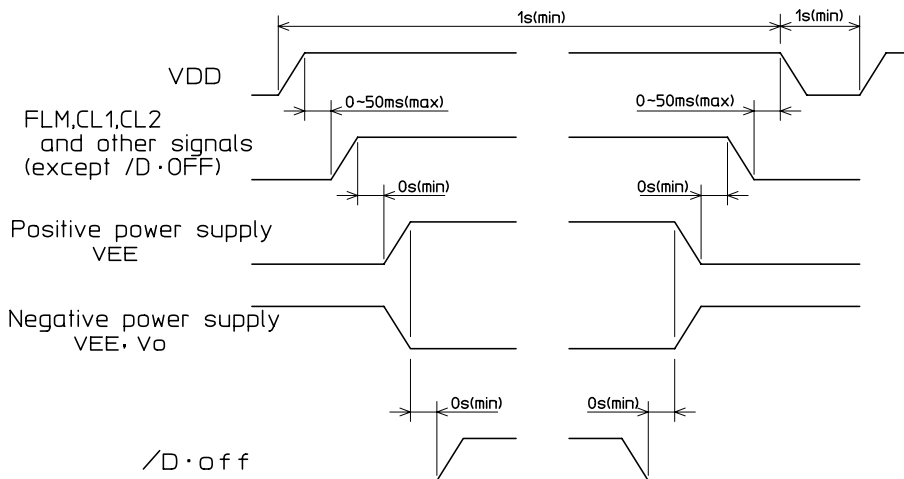 1s(min) 1s(min)
VDD
0~50ms(max) 0~50ms(max)
FLM,CL1,CL2
and other signals
(except /D・OFF)
0s(min) 0s(min)
Positive power supply
VEE
Negative power supply
VEE・Vo
0s(min) 0s(min)
/D・off